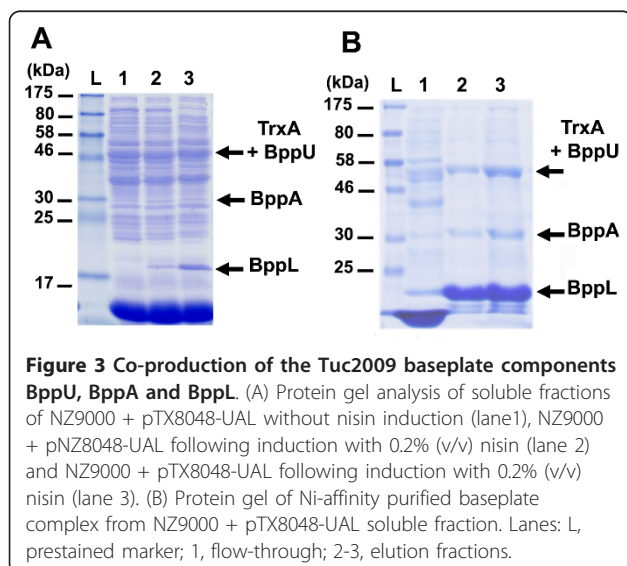 A
(kDa) L 1 2 3
175
80
58
46
30
25
17
TrxA
+ BppU
BppA
BppL
B
(kDa) L 1 2 3
175
80
58
46
30
25
TrxA
+ BppU
BppA
BppL
Figure 3 Co-production of the Tuc2009 baseplate components
BppU, BppA and BppL. (A) Protein gel analysis of soluble fractions
of NZ9000 + pTX8048-UAL without nisin induction (lane1), NZ9000
+ pNZ8048-UAL following induction with 0.2% (v/v) nisin (lane 2)
and NZ9000 + pTX8048-UAL following induction with 0.2% (v/v)
nisin (lane 3). (B) Protein gel of Ni-affinity purified baseplate
complex from NZ9000 + pTX8048-UAL soluble fraction. Lanes: L,
prestained marker; 1, flow-through; 2-3, elution fractions.